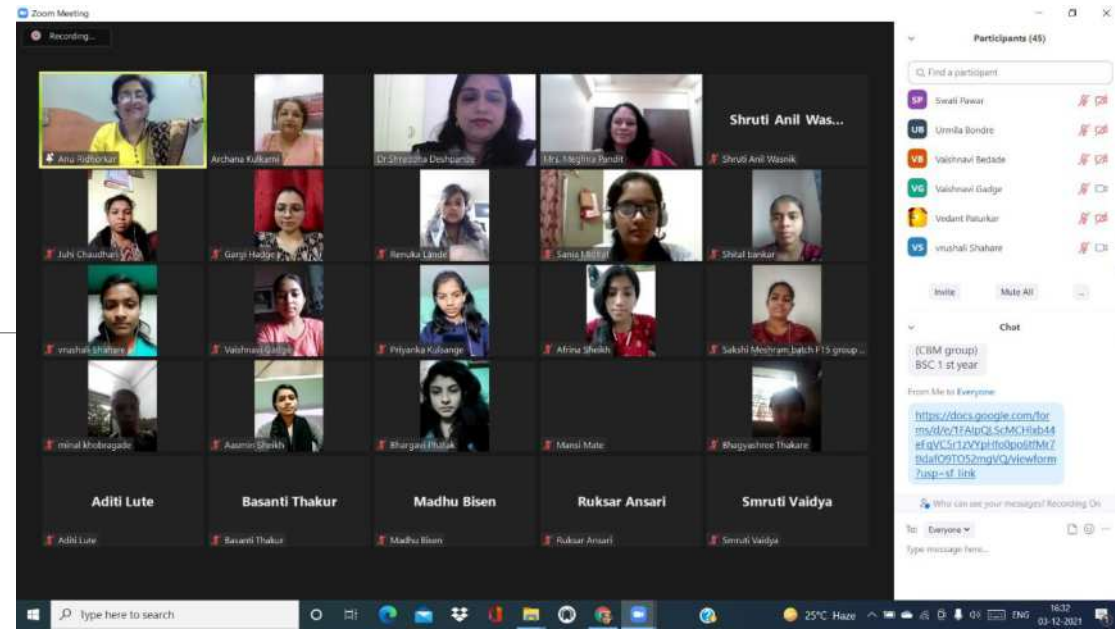 Zoom Meeting
Recording...
Anu Ridhorkar
Archana Kulkarni
Dr.Shraddha Deshpande
Mrs. Meghna Pandit
Shruti Anil Was...
Shruti Anil Wasnik
Juhi Chaudhari
Gargi Hadge
Renuka Lande
Sania
Shital bankar
vrushali Shahare
Vaishnavi Gadge
Priyanka Kulsange
Afrina Sheikh
Sakshi Meshram batch F15 group ...
minal khobragade
Aasmin Sheikh
Bhargavi Phatak
Mansi Mate
Bhagyashree Thakare
Aditi Lute
Basanti Thakur
Madhu Bisen
Ruksar Ansari
Smruti Vaidya
Aditi Lute
Basanti Thakur
Madhu Bisen
Ruksar Ansari
Smruti Vaidya
Participants (45)
Find a participant
SP Swati Pawar
UB Urmila Bondre
VB Vaishnavi Bedade
VG Vaishnavi Gadge
Vedant Paturkar
VS vrushali Shahare
Invite Mute All ...
Chat
(CBM group)
BSC 1 st year
From Me to Everyone
https://docs.google.com/for
?usp=sf_link
Who can see your messages? Recording On
To: Everyone
Type message here...
Type here to search
25°C Haze
ENG
16:32
03-12-2021